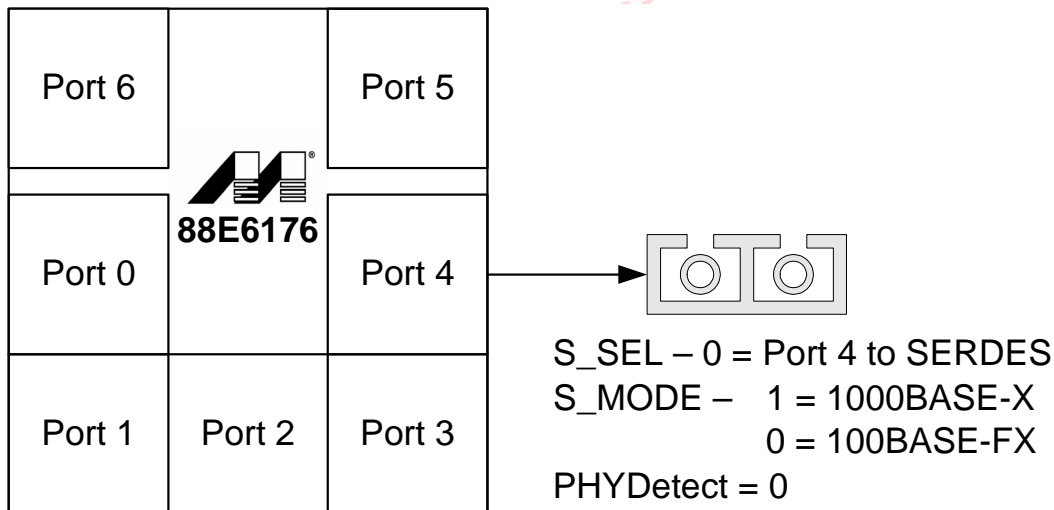 Port 6
Port 5
®
88E6176
Port 0
Port 4
Port 1
Port 2
Port 3
S_SEL – 0 = Port 4 to SERDES
S_MODE – 1 = 1000BASE-X
0 = 100BASE-FX
PHYDetect = 0